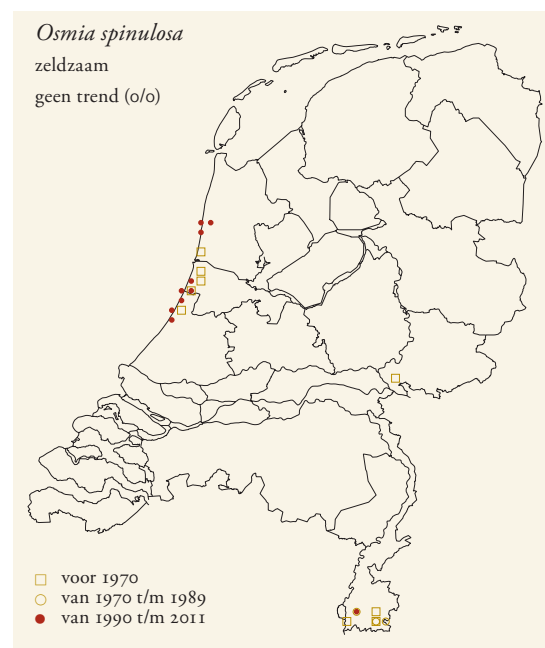 Osmia spinulosa
zeldzaam
geen trend (0/0)
voor 1970
van 1970 t/m 1989
van 1990 t/m 2011